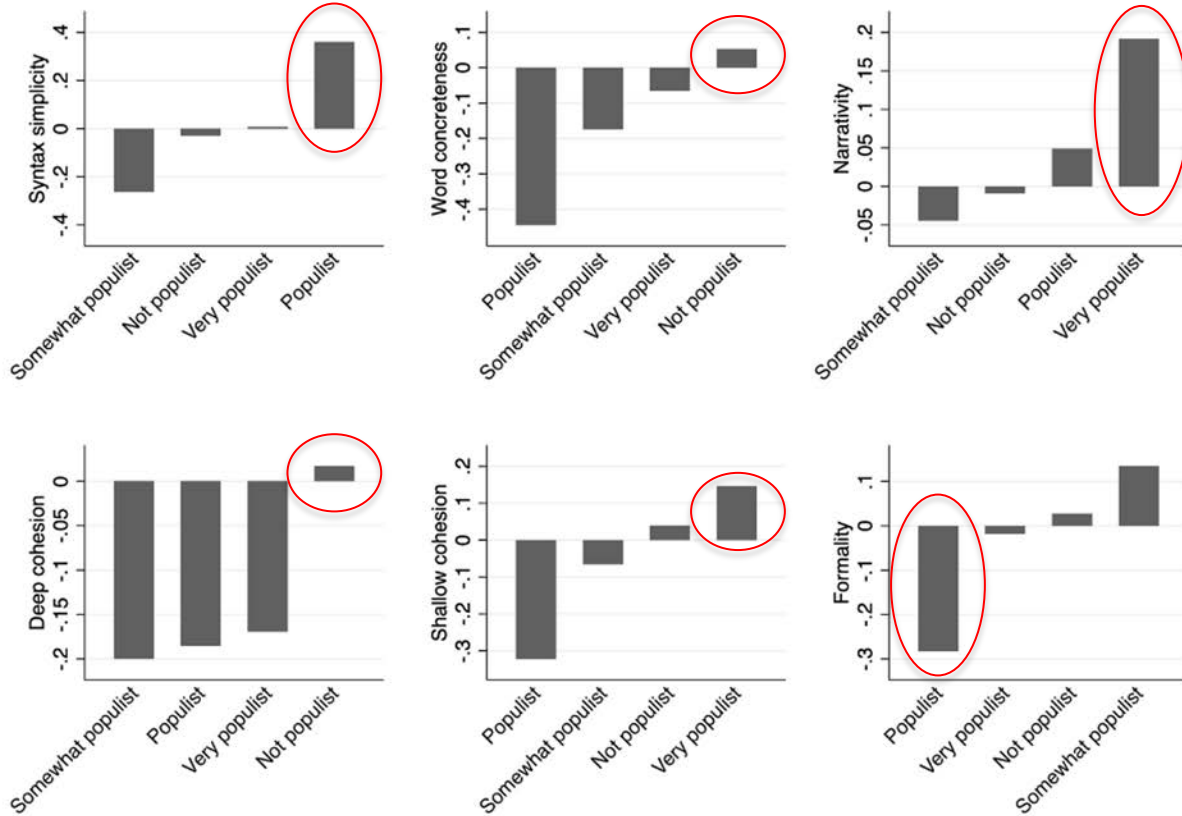 Syntax simplicity
.4
.2
0
-.2
-.4
Somewhat populist
Not populist
Very populist
Populist
Word concreteness
.1
0
-.1
-.2
-.3
-.4
Populist
Somewhat populist
Very populist
Not populist
Narrativity
.2
.15
.1
.05
0
-.05
Somewhat populist
Not populist
Populist
Very populist
Deep cohesion
0
-.05
-.1
-.15
-.2
Somewhat populist
Populist
Very populist
Not populist
Shallow cohesion
.2
.1
0
-.1
-.2
-.3
Populist
Somewhat populist
Not populist
Very populist
Formality
.1
0
-.1
-.2
-.3
Populist
Very populist
Not populist
Somewhat populist